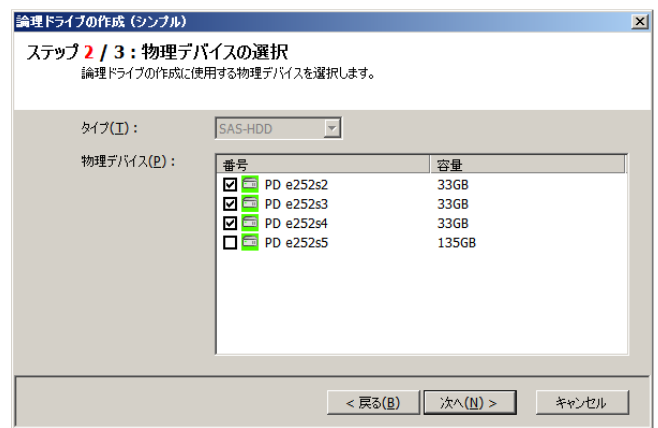 論理ドライブの作成 (シンプル)
ステップ 2 / 3：物理デバイスの選択
論理ドライブの作成に使用する物理デバイスを選択します。
タイプ(T)： SAS-HDD
物理デバイス(P)： 番号 容量
PD e252s2 33GB
PD e252s3 33GB
PD e252s4 33GB
PD e252s5 135GB
< 戻る(B) 次へ(N) > キャンセル